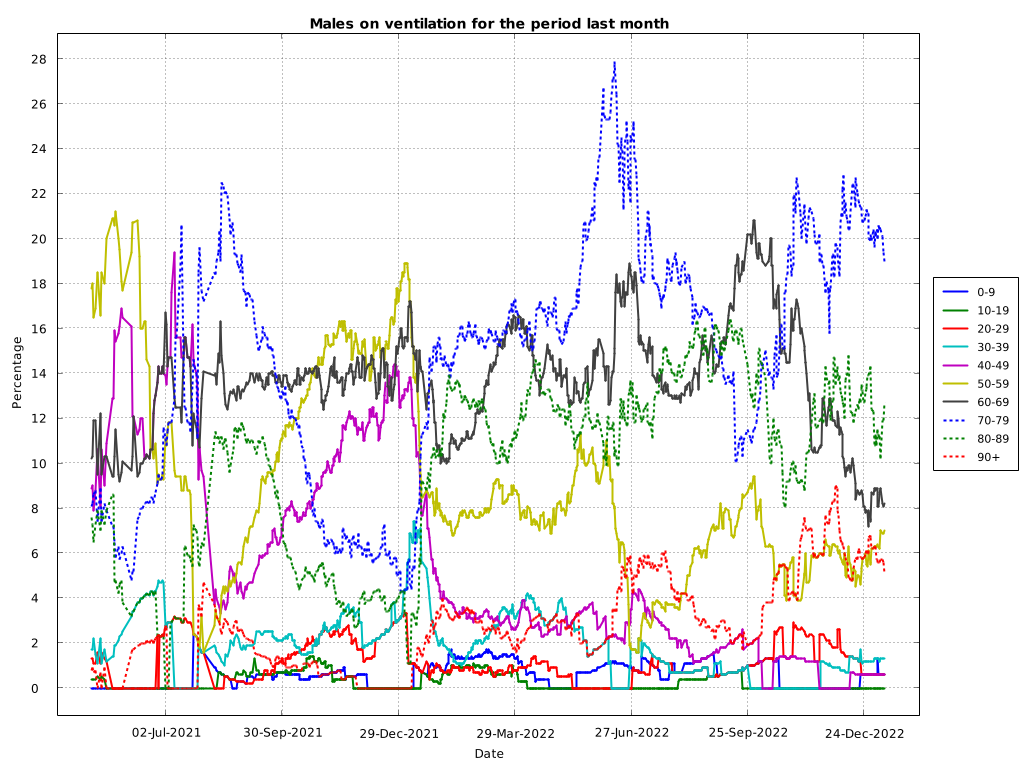 Males on ventilation for the period last month
28
26
24
22
20
18
16
14
12
10
8
6
4
2
0
Percentage
02-Jul-2021
30-Sep-2021
29-Dec-2021
29-Mar-2022
27-Jun-2022
25-Sep-2022
24-Dec-2022
Date
0-9
10-19
20-29
30-39
40-49
50-59
60-69
70-79
80-89
90+